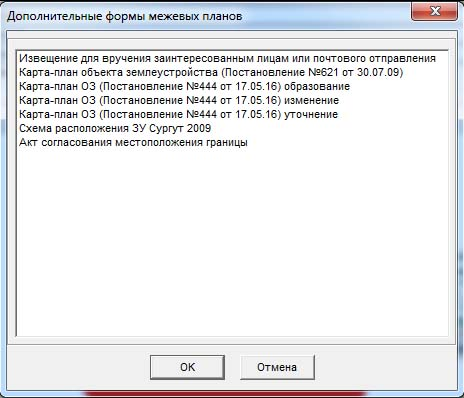 Дополнительные формы межевых планов
Извещение для вручения заинтересованным лицам или почтового отправления
Карта-план объекта землеустройства (Постановление №621 от 30.07.09)
Карта-план ОЗ (Постановление №444 от 17.05.16) образование
Карта-план ОЗ (Постановление №444 от 17.05.16) изменение
Карта-план ОЗ (Постановление №444 от 17.05.16) уточнение
Схема расположения ЗУ Сургут 2009
Акт согласования местоположения границы
OK
Отмена